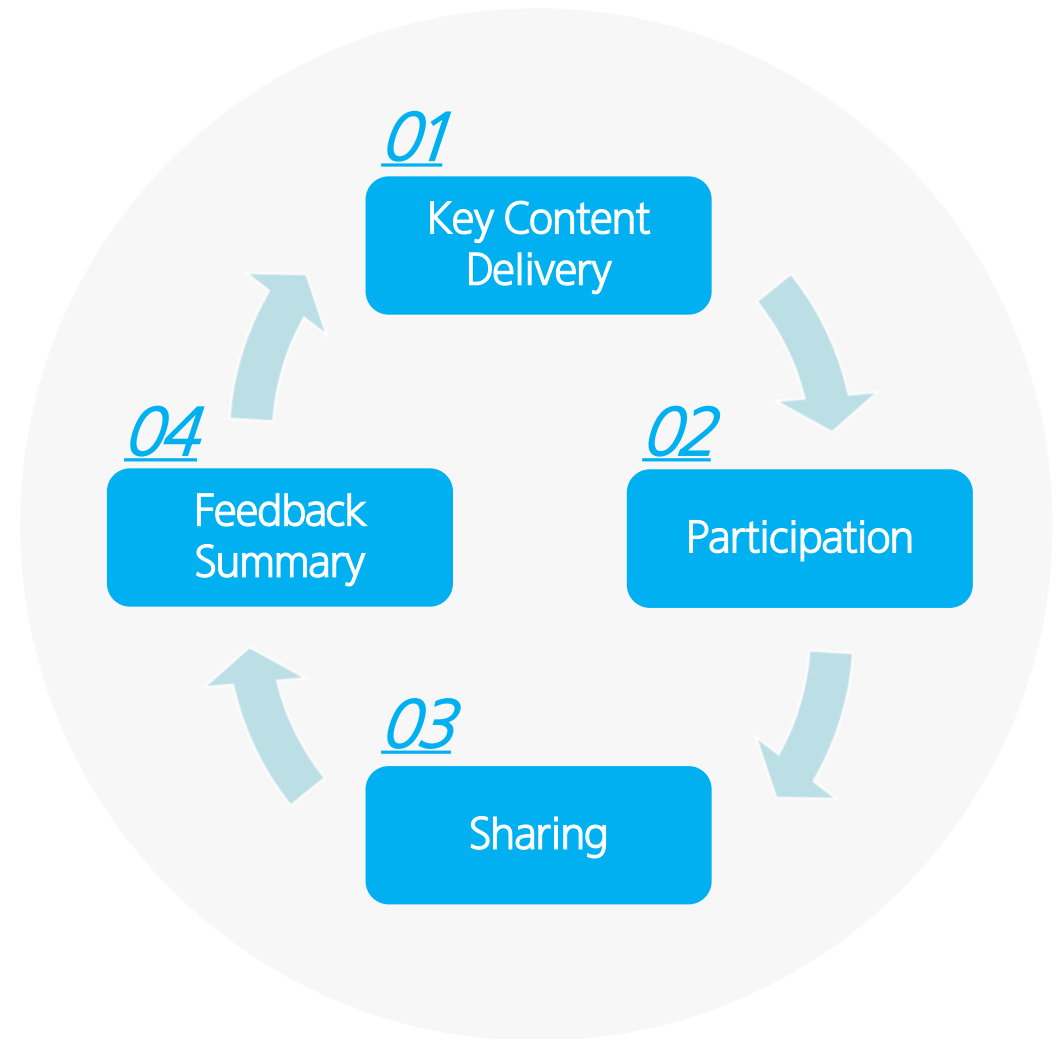 01
Key Content
Delivery
02
Participation
03
Sharing
04
Feedback
Summary